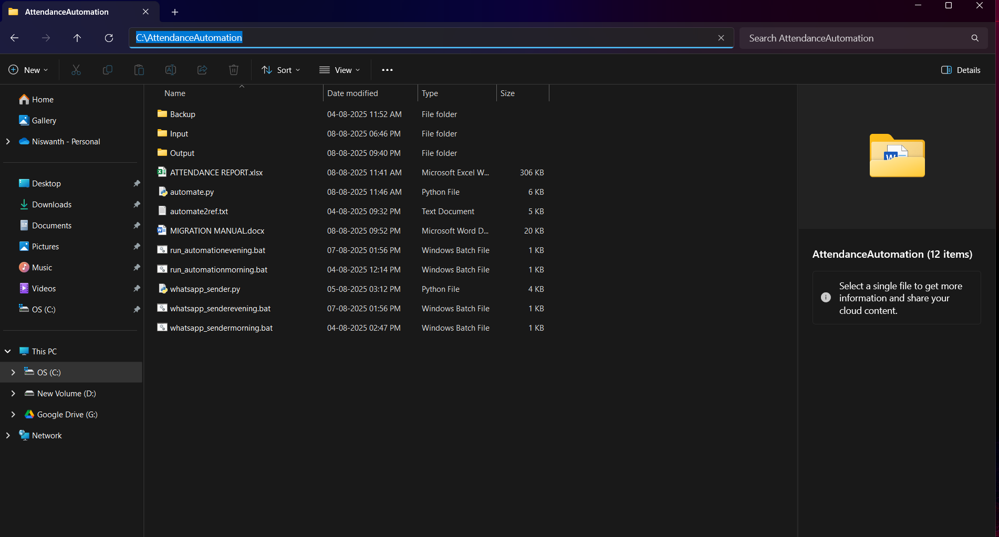 AttendanceAutomation
C:\AttendanceAutomation
Search AttendanceAutomation
New
Sort
View
Details
Name Date modified Type Size
Home
Gallery
Niswanth - Personal
Desktop
Downloads
Documents
Pictures
Music
Videos
OS (C:)
This PC
OS (C:)
New Volume (D:)
Google Drive (G:)
Network
Backup 04-08-2025 11:52 AM File folder
Input 08-08-2025 06:46 PM File folder
Output 08-08-2025 09:40 PM File folder
ATTENDANCE REPORT.xlsx 08-08-2025 11:41 AM Microsoft Excel W... 306 KB
automate.py 08-08-2025 11:46 AM Python File 6 KB
automate2ref.txt 04-08-2025 09:32 PM Text Document 5 KB
MIGRATION MANUAL.docx 08-08-2025 09:52 PM Microsoft Word D... 20 KB
run_automationevening.bat 07-08-2025 01:56 PM Windows Batch File 1 KB
run_automationmorning.bat 04-08-2025 12:14 PM Windows Batch File 1 KB
whatsapp_sender.py 05-08-2025 03:12 PM Python File 4 KB
whatsapp_senderevening.bat 07-08-2025 01:56 PM Windows Batch File 1 KB
whatsapp_sendermorning.bat 04-08-2025 02:47 PM Windows Batch File 1 KB
W
AttendanceAutomation (12 items)
Select a single file to get more
information and share your
cloud content.